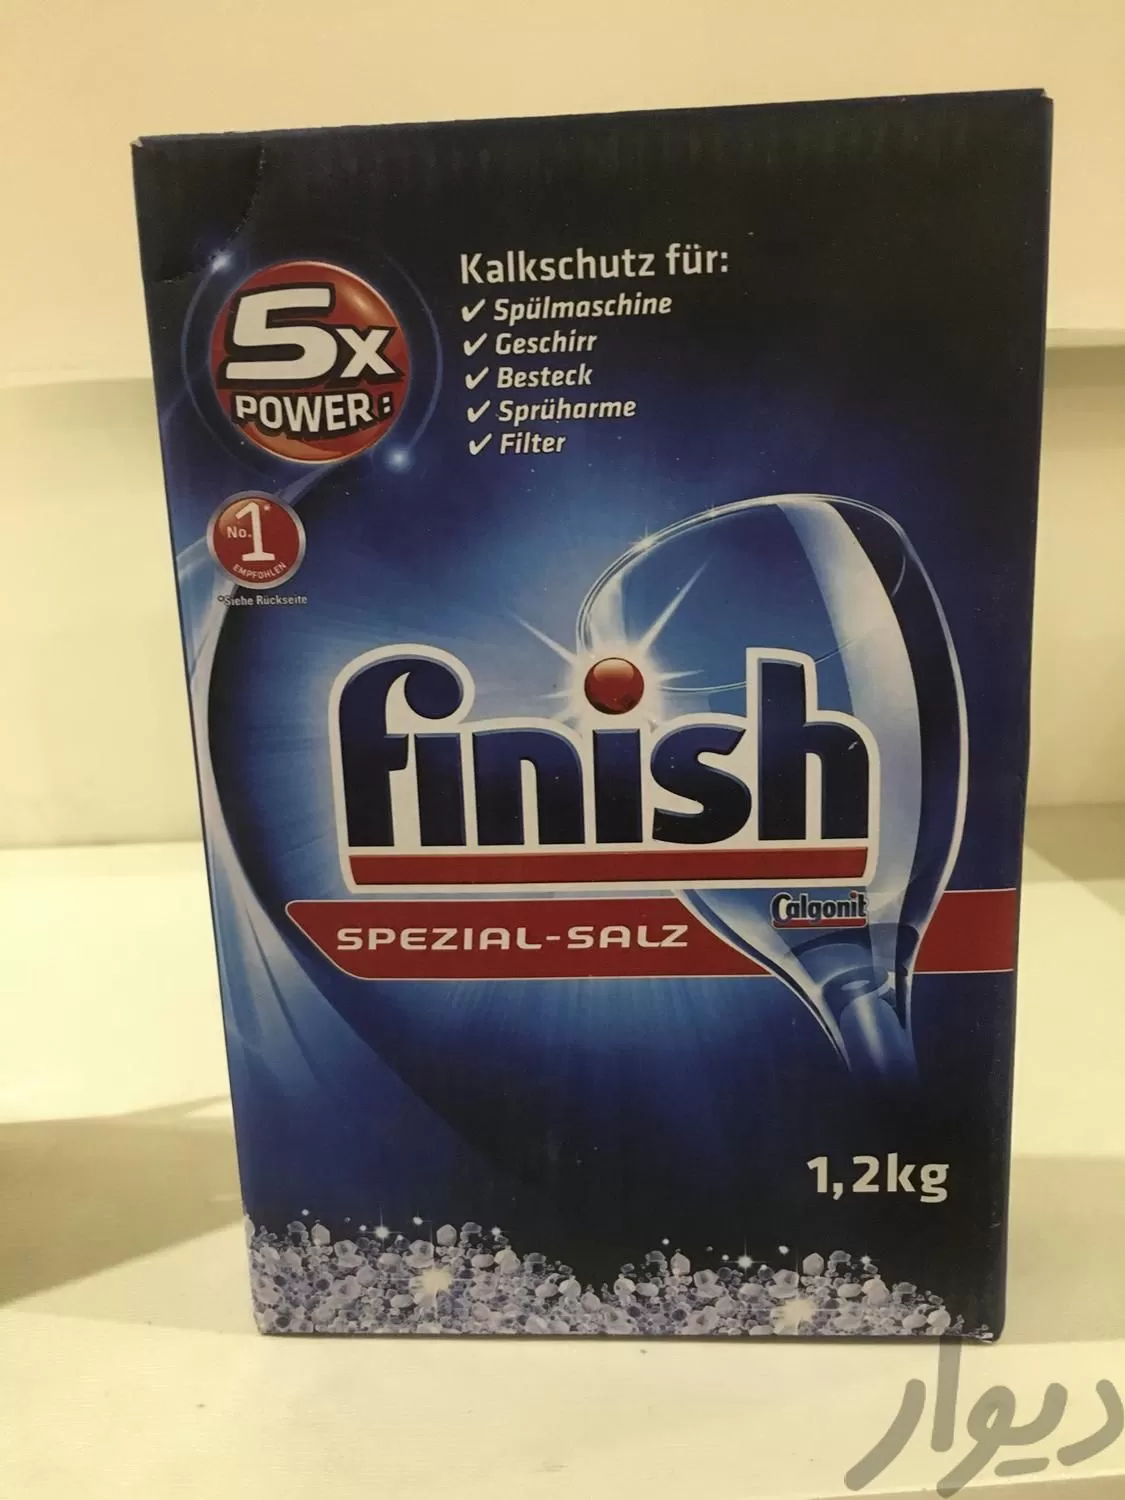 5x
POWER:
Kalkschutz für:
✓ Spülmaschine
✓ Geschirr
✓ Besteck
✓ Sprüharme
✓ Filter
No. 1*
EMPFOHLEN
*Siehe Rückseite
finish
Calgonit
SPEZIAL-SALZ
1,2kg
دیوار